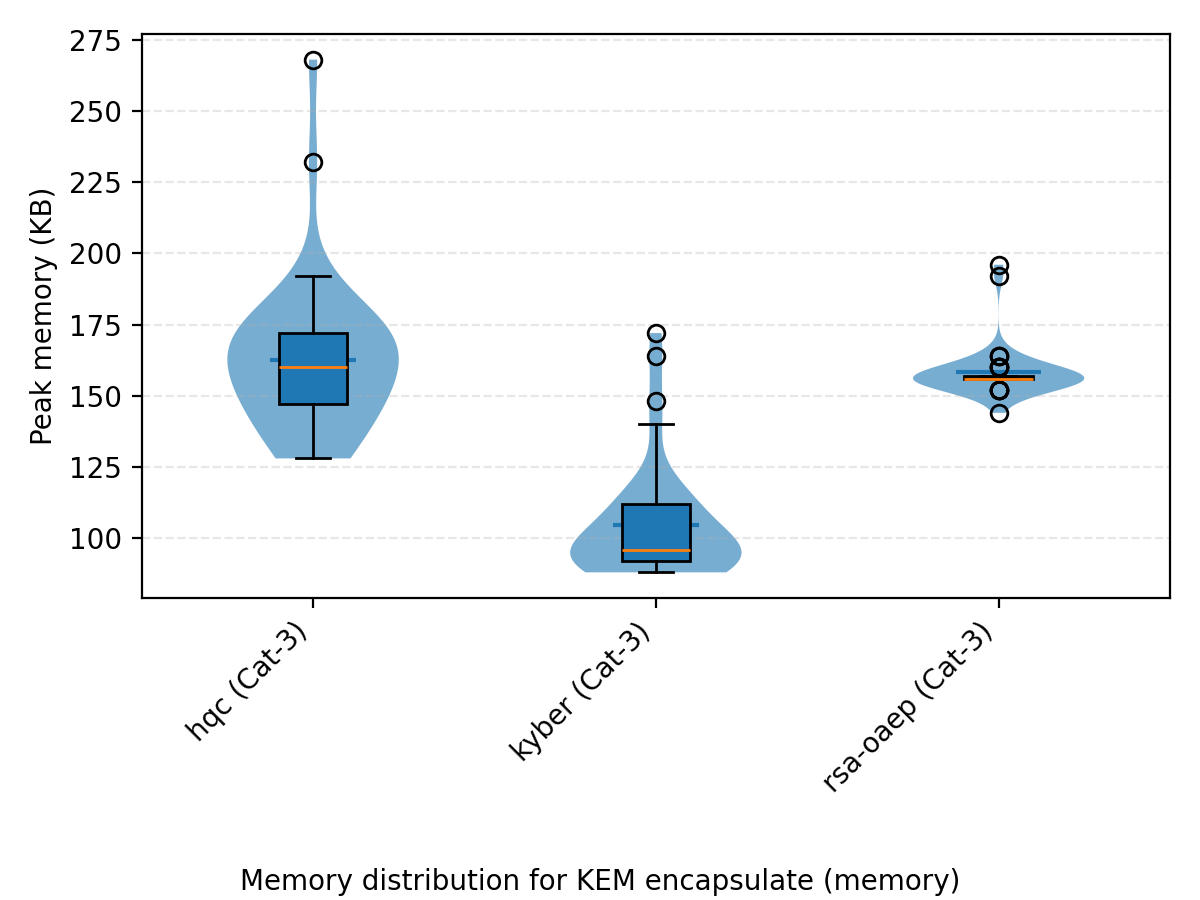 275
250
225
200
175
150
125
100
Peak memory (KB)
hqc (Cat-3)
kyber (Cat-3)
rsa-oaep (Cat-3)
Memory distribution for KEM encapsulate (memory)